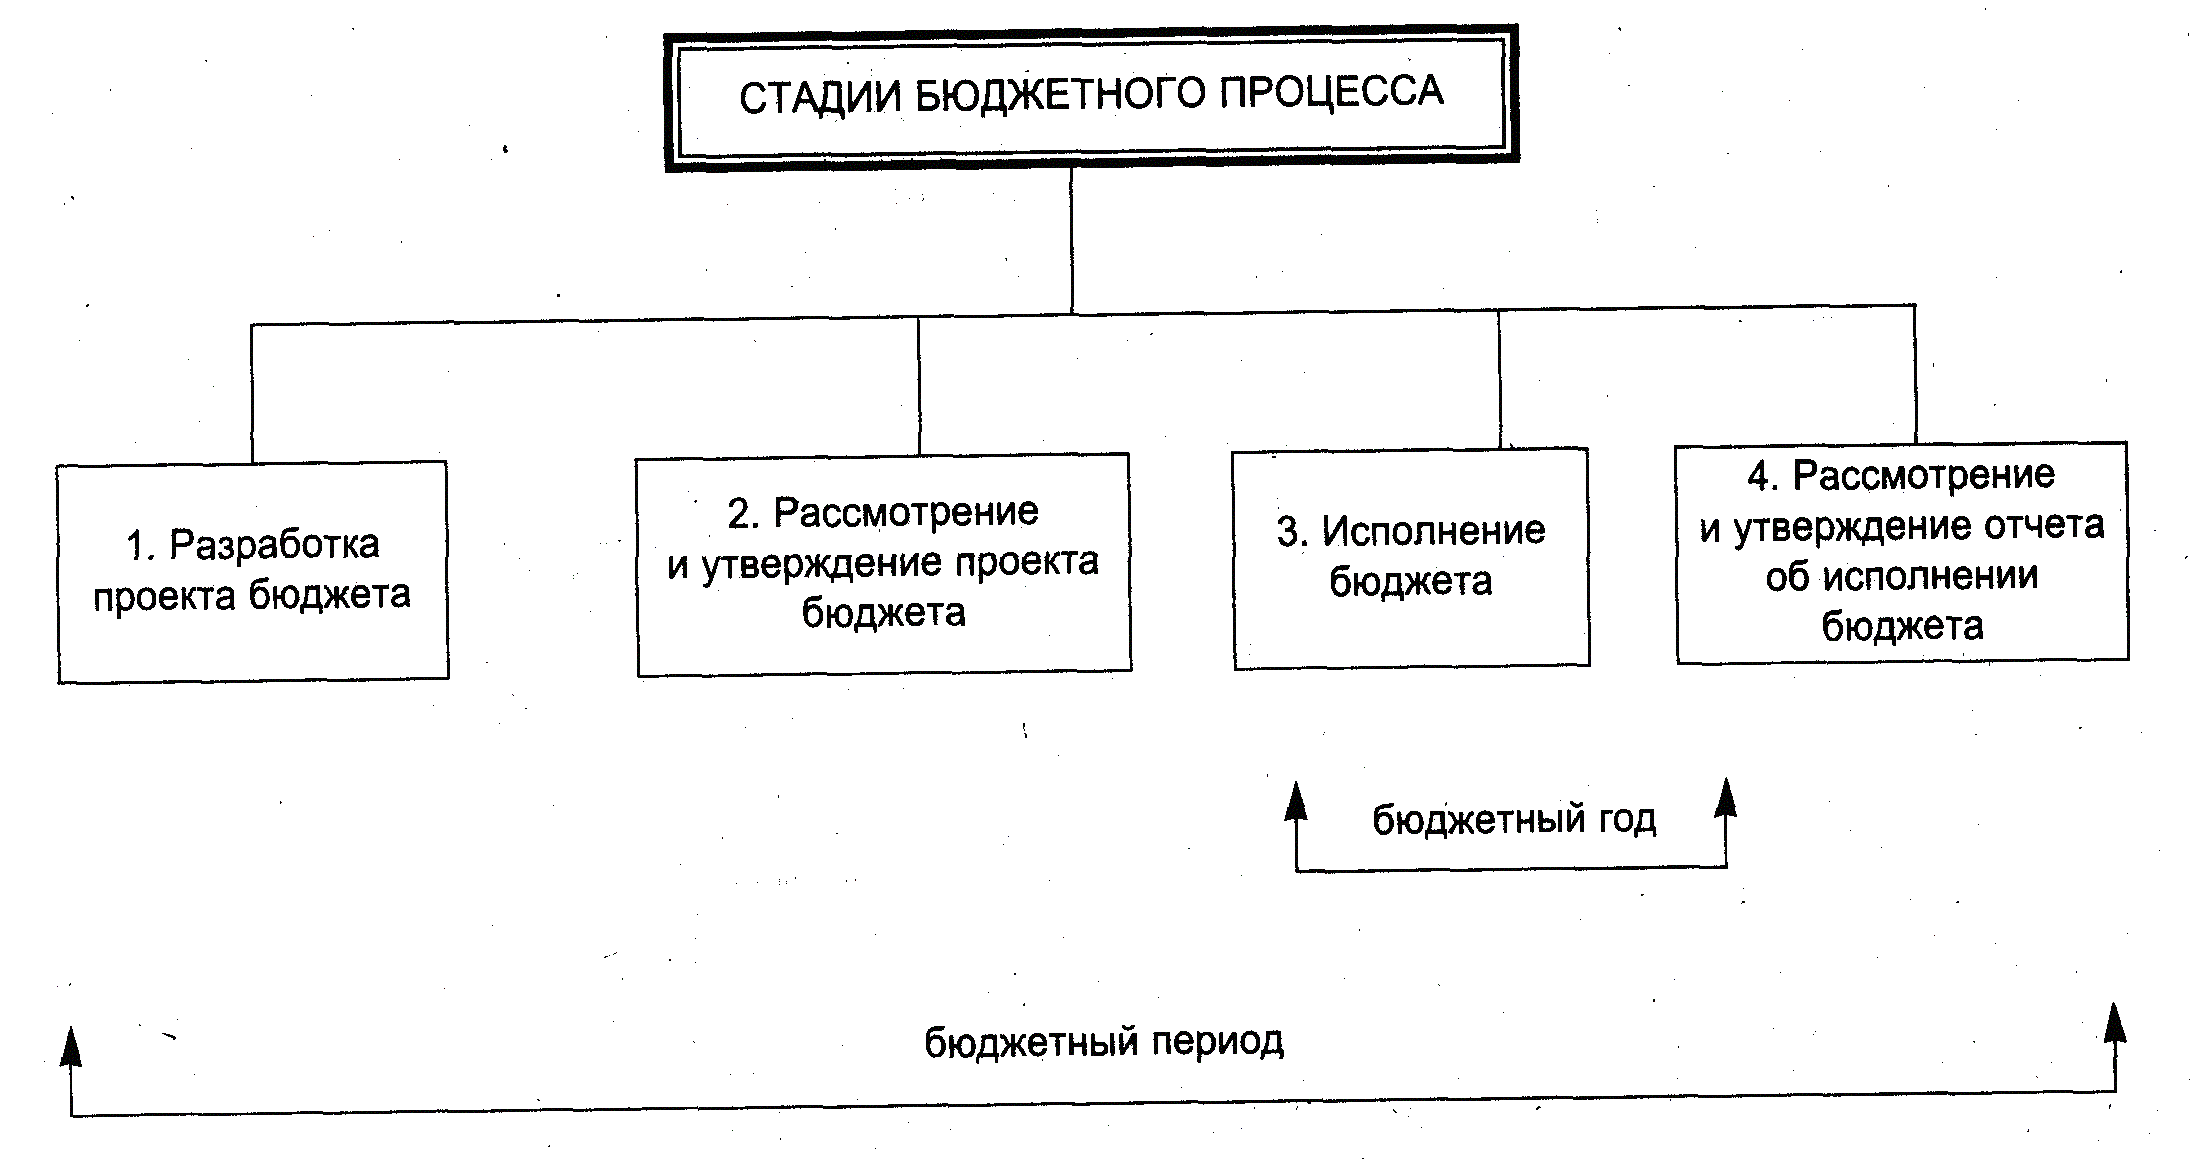 СТАДИИ БЮДЖЕТНОГО ПРОЦЕССА
1. Разработка
проекта бюджета
2. Рассмотрение
и утверждение проекта
бюджета
3. Исполнение
бюджета
4. Рассмотрение
и утверждение отчета
об исполнении
бюджета
бюджетный год
бюджетный период